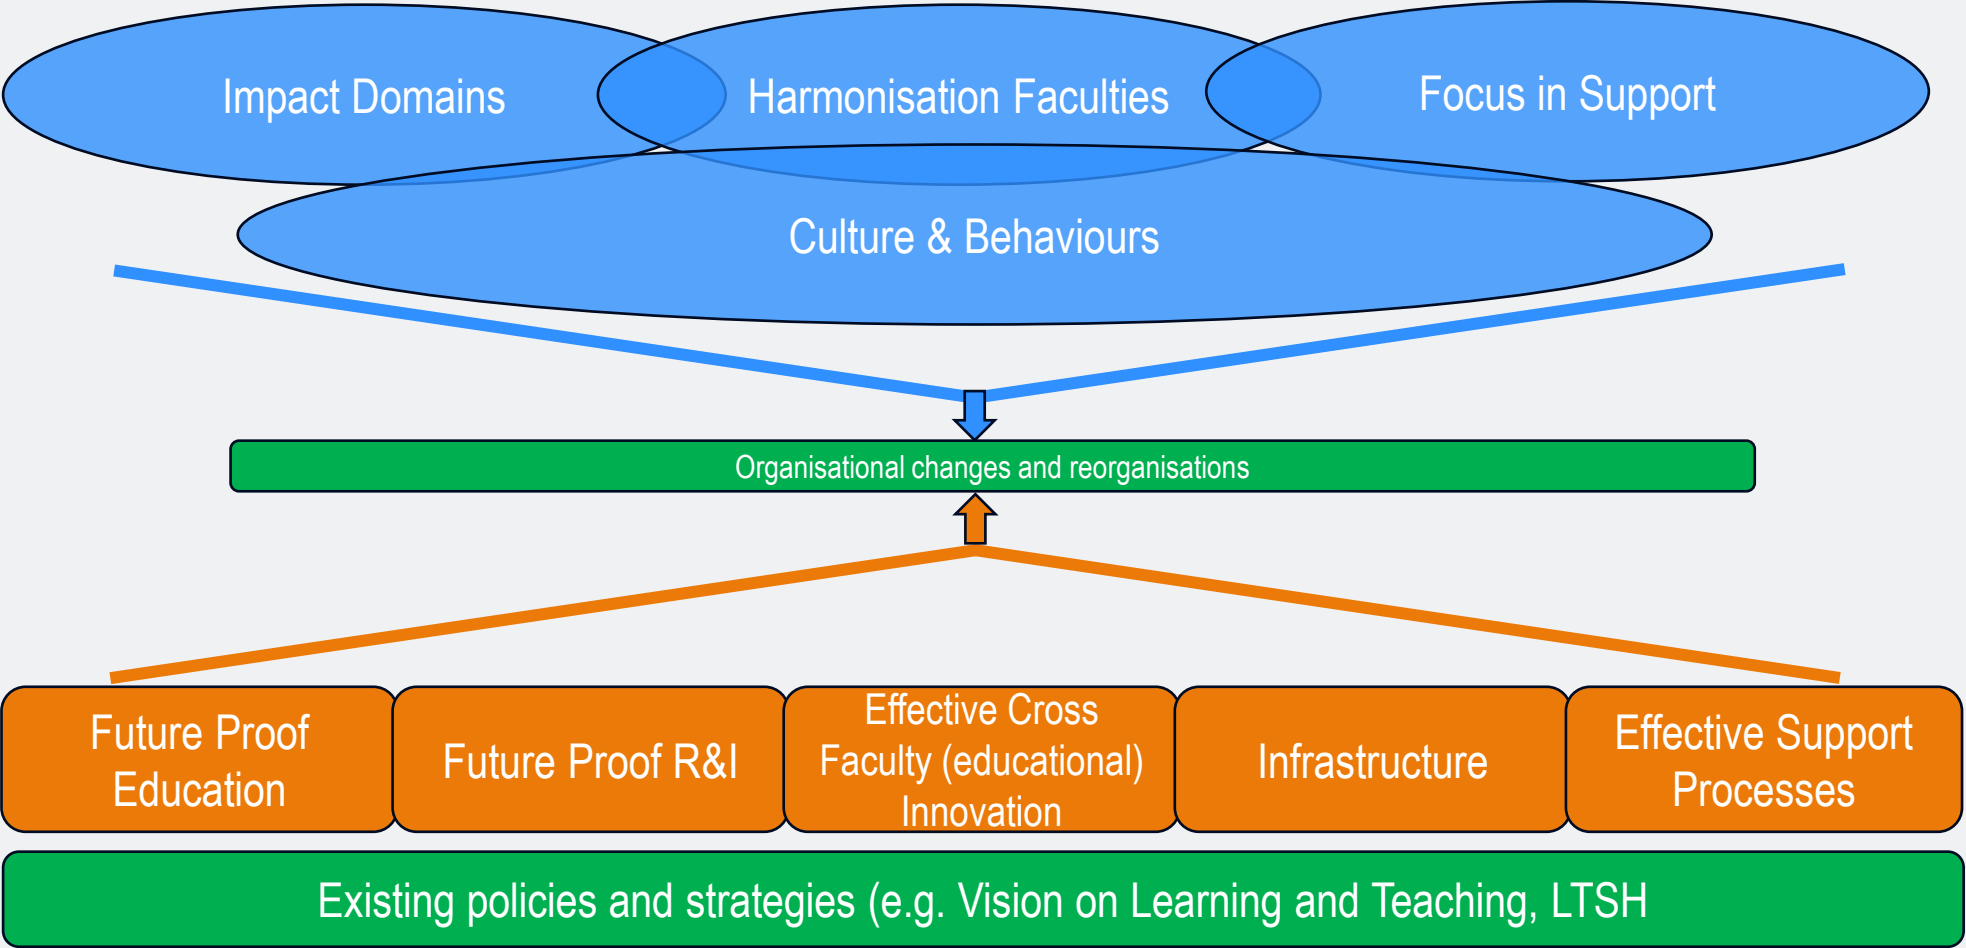 Impact Domains
Harmonisation Faculties
Focus in Support
Culture & Behaviours
Organisational changes and reorganisations
Future Proof
Education
Future Proof R&I
Effective Cross
Faculty (educational)
Innovation
Infrastructure
Effective Support
Processes
Existing policies and strategies (e.g. Vision on Learning and Teaching, LTSH